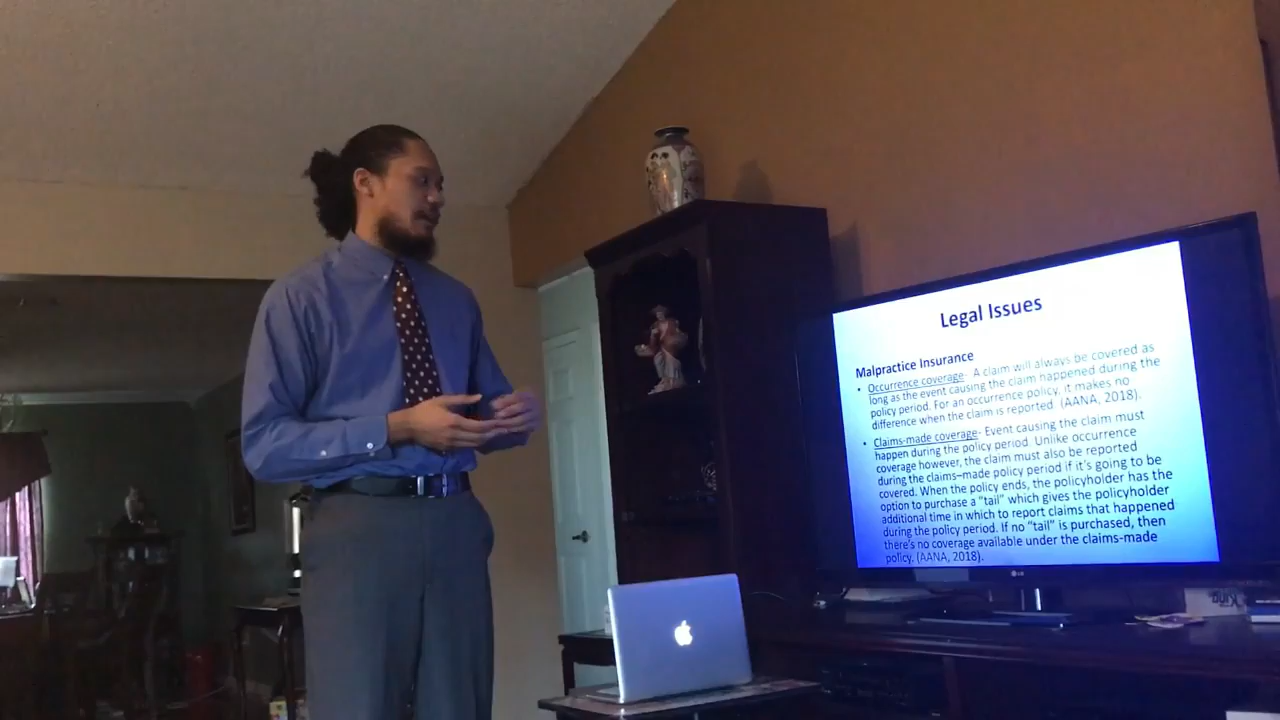 Legal Issues
Malpractice Insurance
• Occurrence coverage- A claim will always be covered as
long as the event causing the claim happened during the
policy period. For an occurrence policy, it makes no
difference when the claim is reported (AANA, 2018).
• Claims-made coverage- Event causing the claim must
happen during the policy period. Unlike occurrence
coverage however, the claim must also be reported
during the claims–made policy period if it's going to be
covered. When the policy ends, the policyholder has the
option to purchase a "tail" which gives the policyholder
additional time in which to report claims that happened
during the policy period. If no "tail" is purchased, then
there's no coverage available under the claims-made
policy. (AANA, 2018).
LG
King